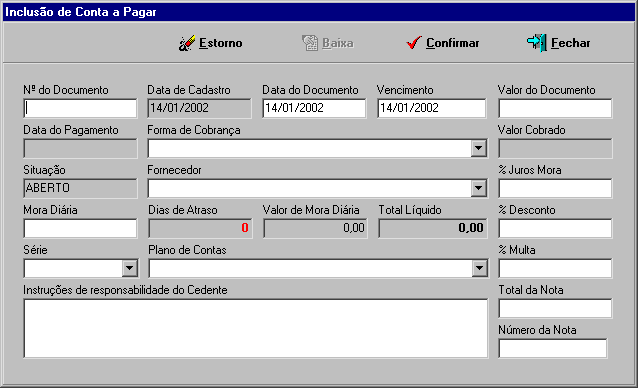 Inclusão de Conta a Pagar
Estorno Baixa Confirmar Fechar
Nº do Documento Data de Cadastro Data do Documento Vencimento Valor do Documento
14/01/2002 14/01/2002 14/01/2002
Data do Pagamento Forma de Cobrança Valor Cobrado
Situação Fornecedor % Juros Mora
ABERTO
Mora Diária Dias de Atraso Valor de Mora Diária Total Líquido % Desconto
0 0,00 0,00
Série Plano de Contas % Multa
Instruções de responsabilidade do Cedente Total da Nota
Número da Nota